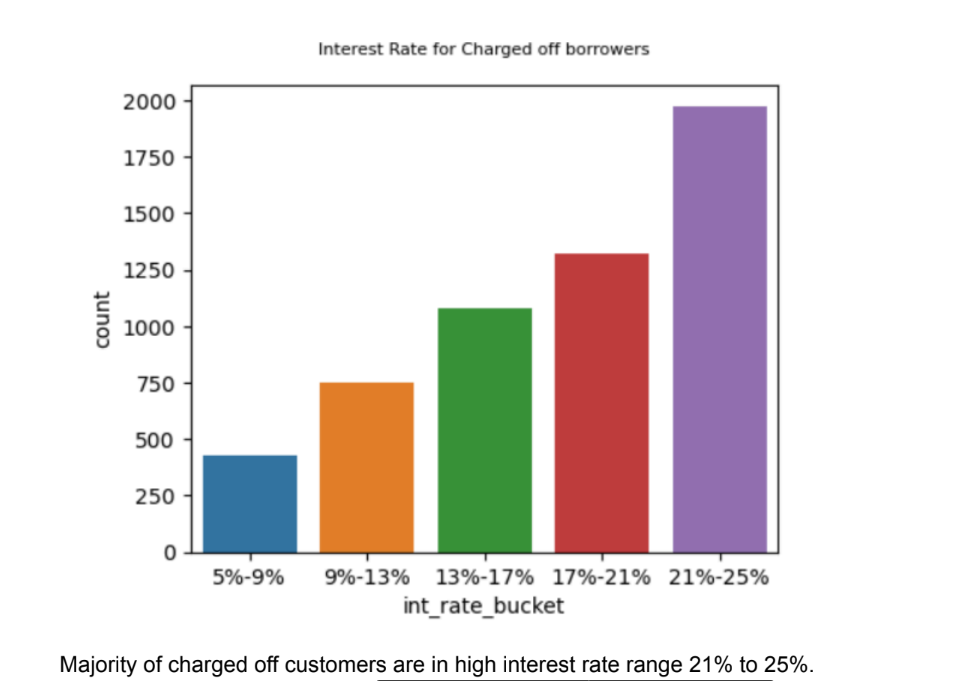 Interest Rate for Charged off borrowers
2000
1750
1500
1250
1000
750
500
250
0
count
5%-9% 9%-13% 13%-17% 17%-21% 21%-25%
int_rate_bucket
Majority of charged off customers are in high interest rate range 21% to 25%.